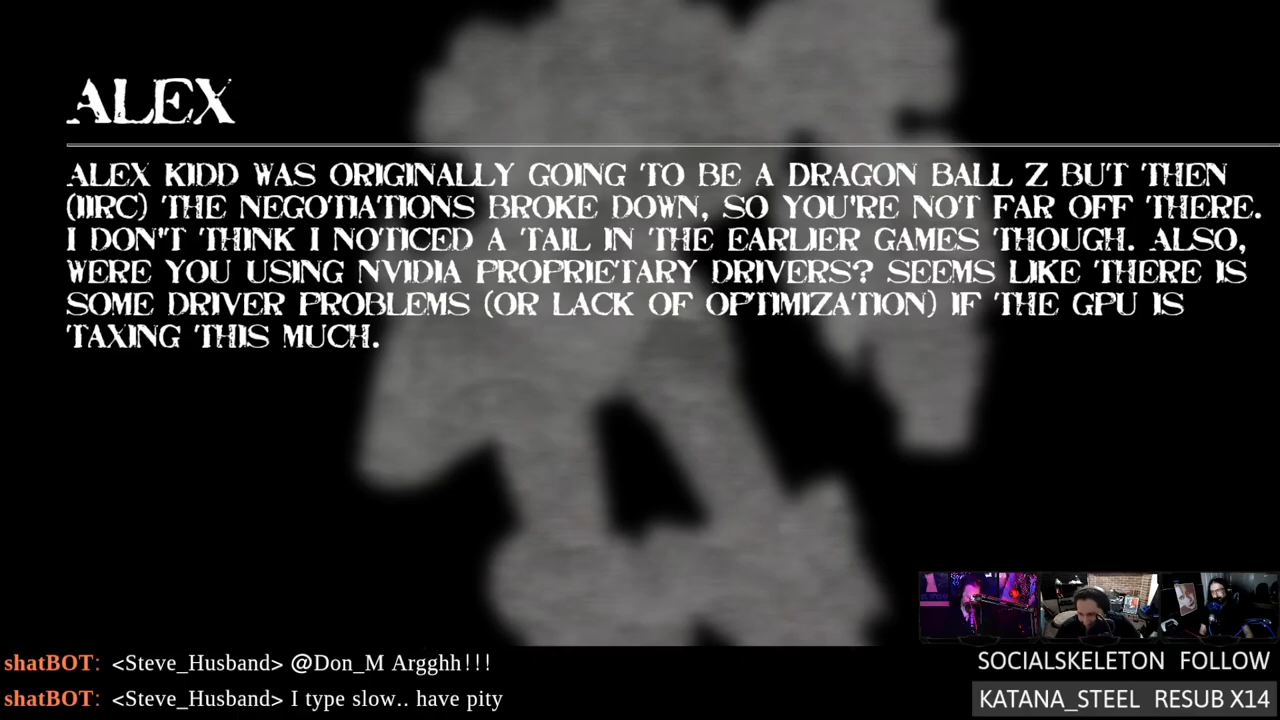 ALEX
ALEX KIDD WAS ORIGINALLY GOING TO BE A DRAGON BALL Z BUT THEN
(IIRC) THE NEGOTIATIONS BROKE DOWN, SO YOU'RE NOT FAR OFF THERE.
I DON'T THINK I NOTICED A TAIL IN THE EARLIER GAMES THOUGH. ALSO,
WERE YOU USING NVIDIA PROPRIETARY DRIVERS? SEEMS LIKE THERE IS
SOME DRIVER PROBLEMS (OR LACK OF OPTIMIZATION) IF THE GPU IS
TAXING THIS MUCH.
shatBOT: <Steve_Husband> @Don_M Argghh!!!
shatBOT: <Steve_Husband> I type slow.. have pity
SOCIALSKELETON FOLLOW
KATANA_STEEL RESUB X14